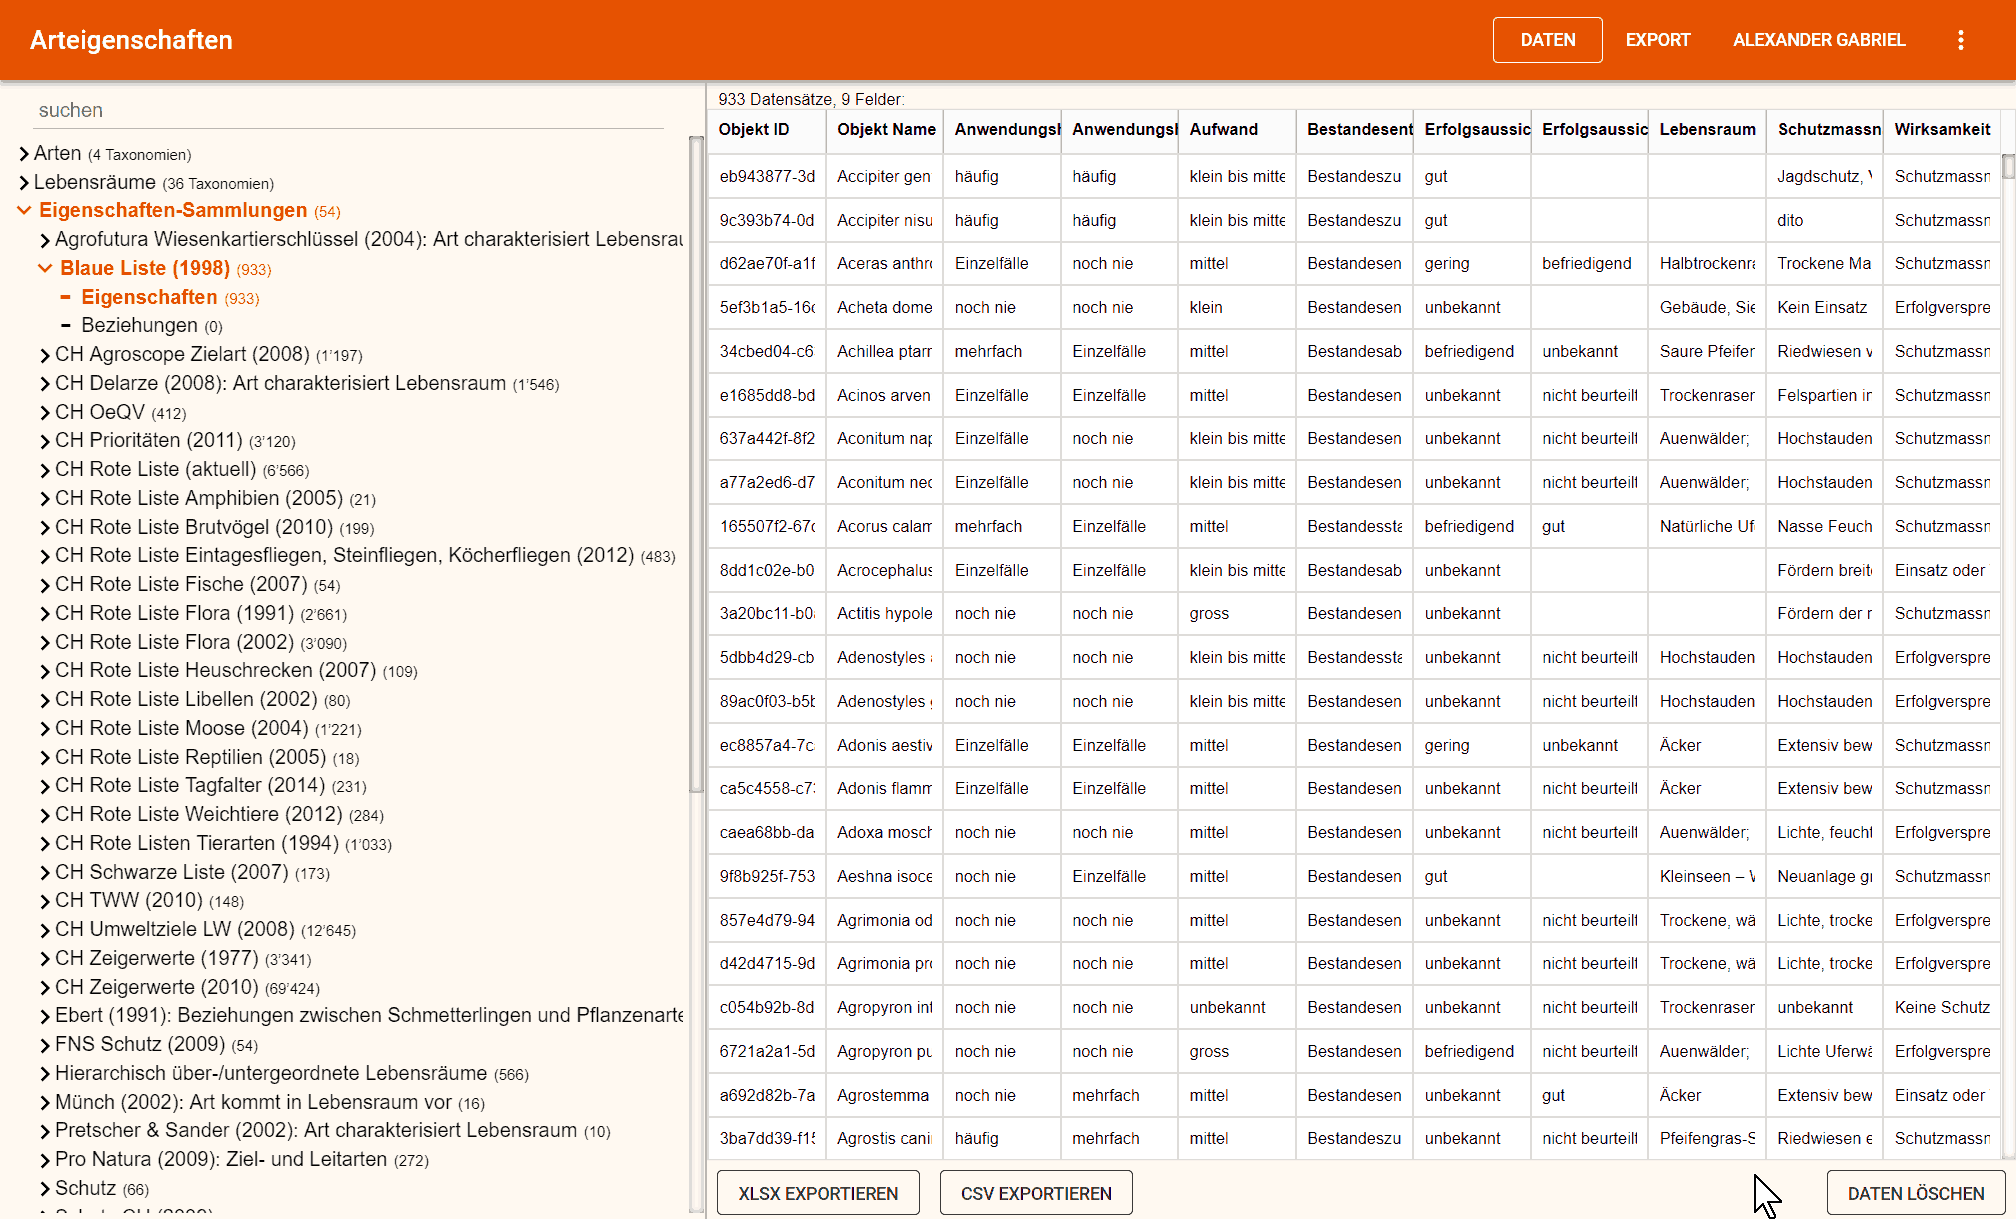 Arteigenschaften
DATEN
EXPORT
ALEXANDER GABRIEL
suchen
Arten (4 Taxonomien)
Lebensräume (36 Taxonomien)
Eigenschaften-Sammlungen (54)
Agrofutura Wiesenkartierschlüssel (2004): Art charakterisiert
Blaue Liste (1998) (933)
Eigenschaften (933)
Beziehungen (0)
CH Agroscope Zielart (2008) (1'197)
CH Delarze (2008): Art charakterisiert Lebensraum (1'546)
CH OeQV (412)
CH Prioritäten (2011) (3'120)
CH Rote Liste (aktuell) (6'566)
CH Rote Liste Amphibien (2005) (21)
CH Rote Liste Brutvögel (2010) (199)
CH Rote Liste Eintagesfliegen, Steinfliegen, Köcherfliegen (2012) (483)
CH Rote Liste Fische (2007) (54)
CH Rote Liste Flora (1991) (2'661)
CH Rote Liste Flora (2002) (3'090)
CH Rote Liste Heuschrecken (2007) (109)
CH Rote Liste Libellen (2002) (80)
CH Rote Liste Moose (2004) (1'221)
CH Rote Liste Reptilien (2005) (18)
CH Rote Liste Tagfalter (2014) (231)
CH Rote Liste Weichtiere (2012) (284)
CH Rote Listen Tierarten (1994) (1'033)
CH Schwarze Liste (2007) (173)
CH TWW (2010) (148)
CH Umweltziele LW (2008) (12'645)
CH Zeigerwerte (1977) (3'341)
CH Zeigerwerte (2010) (69'424)
Ebert (1991): Beziehungen zwischen Schmetterlingen und
FNS Schutz (2009) (54)
Hierarchisch über-/untergeordnete Lebensräume (566)
Münch (2002): Art kommt in Lebensraum vor (16)
Pretscher & Sander (2002): Art charakterisiert Lebensraum (10)
Pro Natura (2009): Ziel- und Leitarten (272)
Schutz (66)
933 Datensätze, 9 Felder:
Objekt ID Objekt Name Anwendungsh Anwendungsh Aufwand Bestandesent Erfolgsaussic Erfolgsaussic Lebensraum Schutzmassn Wirksamkeit
eb943877-3d Accipiter gen häufig häufig klein bis mitte Bestandeszu gut Jagdschutz, Schutzmassn
9c393b74-0d Accipiter nisu häufig häufig klein bis mitte Bestandeszu gut dito Schutzmassn
d62ae70f-a1f Aceras anthr Einzelfälle noch nie mittel Bestandesen gering befriedigend Halbtrockenr Trockene Ma Schutzmassn
5ef3b1a5-16 Acheta dome noch nie noch nie klein Bestandesen unbekannt Gebäude, Sie Kein Einsatz Erfolgverspre
34cbed04-c6 Achillea ptarr mehrfach Einzelfälle mittel Bestandesab befriedigend unbekannt Saure Pfeifer Riedwiesen v Schutzmassn
e1685dd8-bd Acinos arven Einzelfälle Einzelfälle mittel Bestandesen unbekannt nicht beurteilt Trockenraser Felspartien ir Schutzmassn
637a442f-8f2 Aconitum nap Einzelfälle noch nie klein bis mitte Bestandesen unbekannt nicht beurteilt Auenwälder; Hochstauden Schutzmassn
a77a2ed6-d7 Aconitum nec Einzelfälle noch nie klein bis mitte Bestandesen unbekannt nicht beurteilt Auenwälder; Hochstauden Schutzmassn
165507f2-67 Acorus calam mehrfach Einzelfälle mittel Bestandessta befriedigend gut Natürliche Uf Nasse Feuch Schutzmassn
8dd1c02e-b0 Acrocephalus Einzelfälle Einzelfälle klein bis mitte Bestandesab unbekannt Fördern breit Einsatz oder
3a20bc11-b0 Actitis hypole noch nie noch nie gross Bestandesen unbekannt Fördern der r Schutzmassn
5dbb4d29-cb Adenostyles noch nie noch nie klein bis mitte Bestandessta unbekannt nicht beurteilt Hochstauden Hochstauden Erfolgverspre
89ac0f03-b5b Adenostyles noch nie noch nie klein bis mitte Bestandesen unbekannt nicht beurteilt Hochstauden Hochstauden Erfolgverspre
ec8857a4-7c Adonis aestiv Einzelfälle Einzelfälle mittel Bestandesen gering unbekannt Äcker Extensiv bew Schutzmassn
ca5c4558-c7 Adonis flamm Einzelfälle Einzelfälle mittel Bestandesen unbekannt nicht beurteilt Äcker Extensiv bew Schutzmassn
caea68bb-da Adoxa mosch noch nie noch nie mittel Bestandesen unbekannt nicht beurteilt Auenwälder; Lichte, feucht Erfolgverspre
9f8b925f-753 Aeshna isoce noch nie Einzelfälle mittel Bestandesen gut Kleinseen – Neuanlage gr Schutzmassn
857e4d79-94 Agrimonia od noch nie noch nie mittel Bestandesen unbekannt nicht beurteilt Trockene, wä Lichte, trocke Erfolgverspre
d42d4715-9d Agrimonia pro noch nie noch nie mittel Bestandesen unbekannt nicht beurteilt Trockene, wä Lichte, trocke Erfolgverspre
c054b92b-8d Agropyron int noch nie noch nie unbekannt Bestandesen unbekannt nicht beurteilt Trockenraser unbekannt Keine Schutz
6721a2a1-5d Agropyron pu noch nie noch nie gross Bestandesen befriedigend nicht beurteilt Auenwälder; Lichte Uferwä Erfolgverspre
a692d82b-7a Agrostemma noch nie mehrfach mittel Bestandesen unbekannt gut Äcker Extensiv bew Einsatz oder
3ba7dd39-f15 Agrostis cani häufig mehrfach mittel Bestandeszu unbekannt nicht beurteilt Pfeifengras-S Riedwiesen e Schutzmassn
XLSX EXPORTIEREN
CSV EXPORTIEREN
DATEN LÖSCHEN